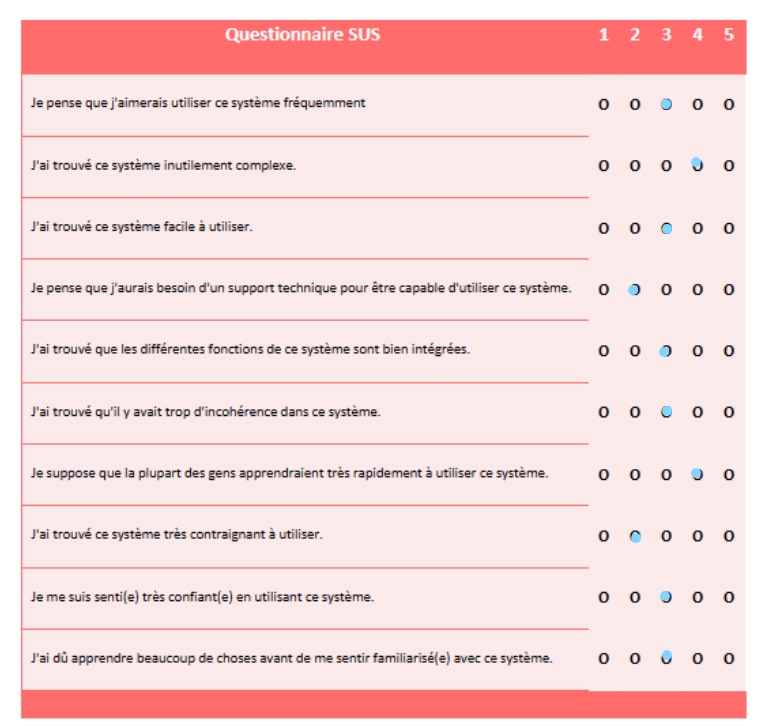 Questionnaire SUS 1 2 3 4 5
Je pense que j'aimerais utiliser ce système fréquemment O O O O O
J'ai trouvé ce système inutilement complexe. O O O O O
J'ai trouvé ce système facile à utiliser. O O O O O
Je pense que j'aurais besoin d'un support technique pour être capable d'utiliser ce système. O O O O O
J'ai trouvé que les différentes fonctions de ce système sont bien intégrées. O O O O O
J'ai trouvé qu'il y avait trop d'incohérence dans ce système. O O O O O
Je suppose que la plupart des gens apprendraient très rapidement à utiliser ce système. O O O O O
J'ai trouvé ce système très contraignant à utiliser. O O O O O
Je me suis senti(e) très confiant(e) en utilisant ce système. O O O O O
J'ai dû apprendre beaucoup de choses avant de me sentir familiarisé(e) avec ce système. O O O O O